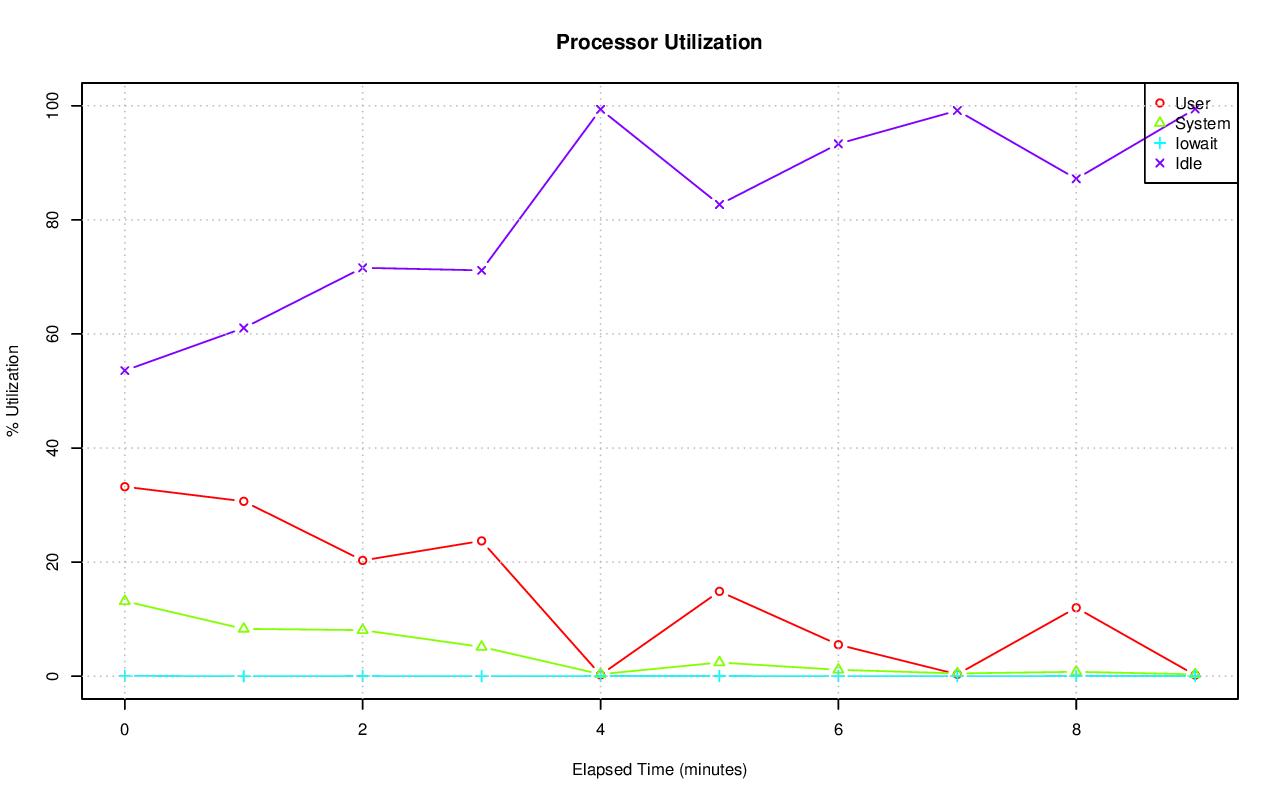 Processor Utilization
100
80
60
40
20
0
% Utilization
User
System
Iowait
Idle
0 2 4 6 8
Elapsed Time (minutes)